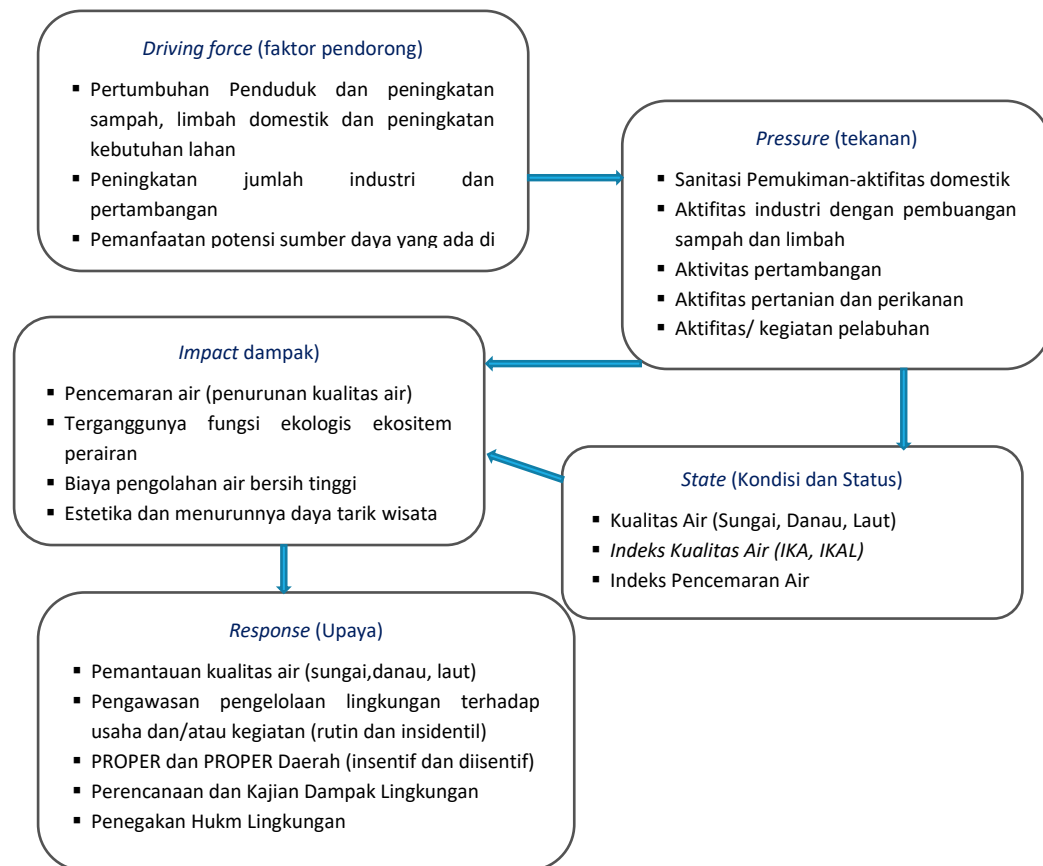 Driving force (faktor pendorong)
▪ Pertumbuhan Penduduk dan peningkatan
sampah, limbah domestik dan peningkatan
kebutuhan lahan
▪ Peningkatan jumlah industri dan
pertambangan
▪ Pemanfaatan potensi sumber daya yang ada di
Pressure (tekanan)
▪ Sanitasi Pemukiman-aktifitas domestik
▪ Aktifitas industri dengan pembuangan
sampah dan limbah
▪ Aktivitas pertambangan
▪ Aktifitas pertanian dan perikanan
▪ Aktifitas/ kegiatan pelabuhan
Impact dampak)
▪ Pencemaran air (penurunan kualitas air)
▪ Terganggunya fungsi ekologis ekositem
perairan
▪ Biaya pengolahan air bersih tinggi
▪ Estetika dan menurunnya daya tarik wisata
State (Kondisi dan Status)
▪ Kualitas Air (Sungai, Danau, Laut)
▪ Indeks Kualitas Air (IKA, IKAL)
▪ Indeks Pencemaran Air
Response (Upaya)
▪ Pemantauan kualitas air (sungai,danau, laut)
▪ Pengawasan pengelolaan lingkungan terhadap
usaha dan/atau kegiatan (rutin dan insidentil)
▪ PROPER dan PROPER Daerah (insentif dan diisentif)
▪ Perencanaan dan Kajian Dampak Lingkungan
▪ Penegakan Hukm Lingkungan